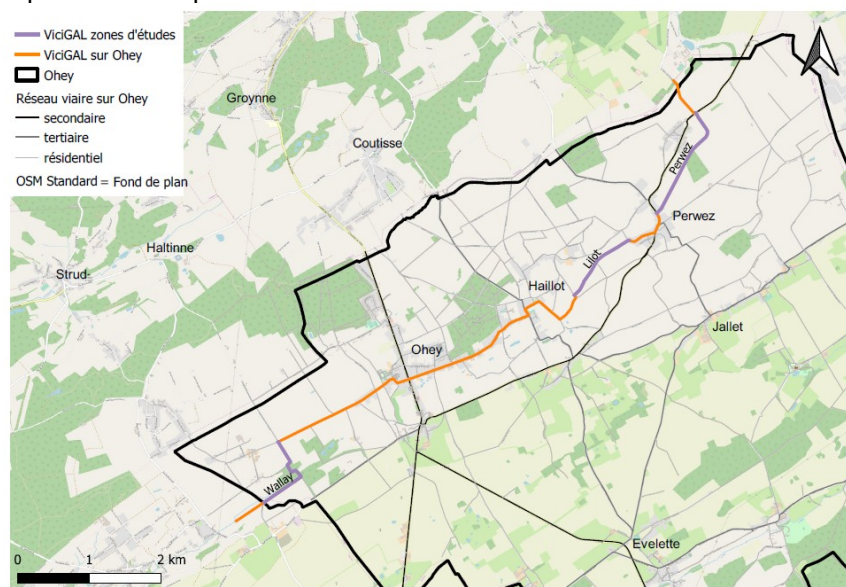 ViciGAL zones d'études
ViciGAL sur Ohey
Ohey
Réseau viaire sur Ohey
secondaire
tertiaire
résidentiel
OSM Standard = Fond de plan
Groynne
Coutisse
Perwez
Perwez
Haltinne
Strud-
Lilot
Haillot
Jallet
Ohey
Wallay
Evelette
0 1 2 km